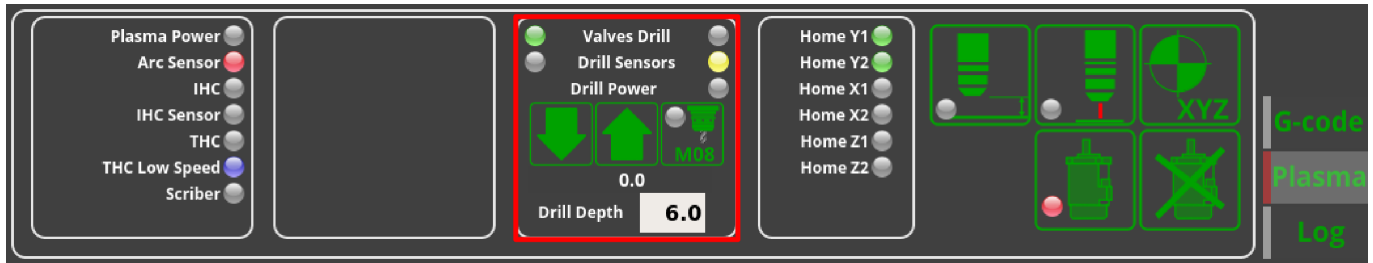 Plasma Power
Arc Sensor
IHC
IHC Sensor
THC
THC Low Speed
Scriber
Valves Drill
Drill Sensors
Drill Power
M08
0.0
Drill Depth 6.0
Home Y1
Home Y2
Home X1
Home X2
Home Z1
Home Z2
XYZ
G-code
Plasma
Log